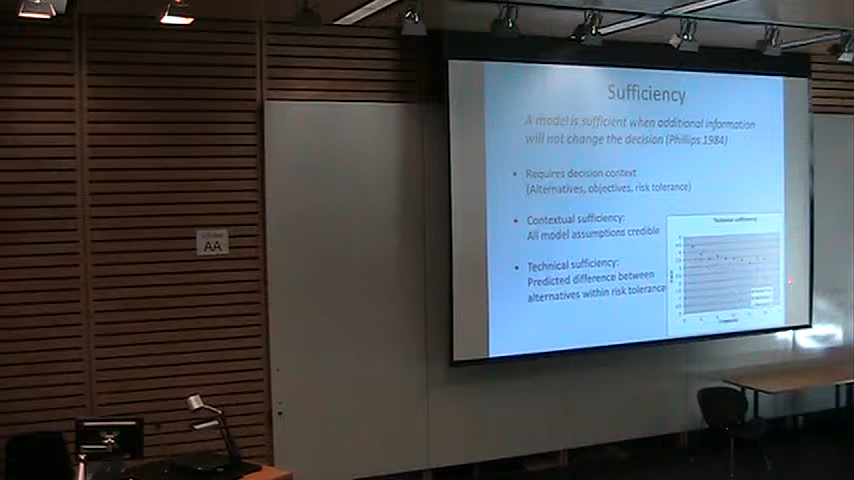 Sufficiency
A model is sufficient when additional information
will not change the decision (Phillips 1984)
• Requires decision context
(Alternatives, objectives, risk tolerance)
• Contextual sufficiency:
All model assumptions credible
• Technical sufficiency:
Predicted difference between
alternatives within risk tolerance
Technical sufficiency
AA